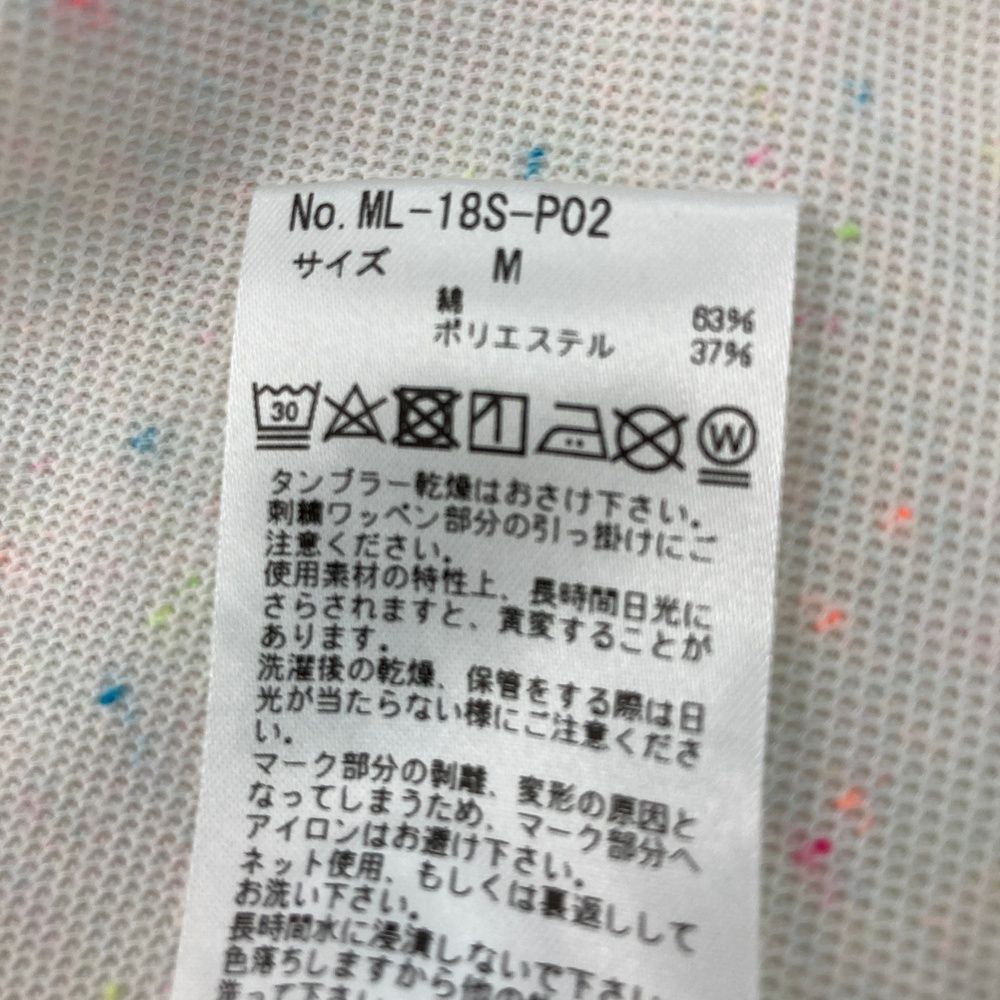 No.ML-18S-P02
サイズ M
綿 63%
ポリエステル 37%
30
W
タンブラー乾燥はおさけ下さい。
刺繍ワッペン部分の引っ掛けにご
注意ください。
使用素材の特性上、長時間日光に
さらされますと、黄変することが
あります。
洗濯後の乾燥、保管をする際は日
光が当たらない様にご注意くださ
い。
マーク部分の剥離、変形の原因と
なってしまうため、マーク部分へ
アイロンはお避け下さい。
ネット使用、もしくは裏返しして
お洗い下さい。
長時間水に浸漬しないで下さい。
色落ちしますから他の
洗って下さい